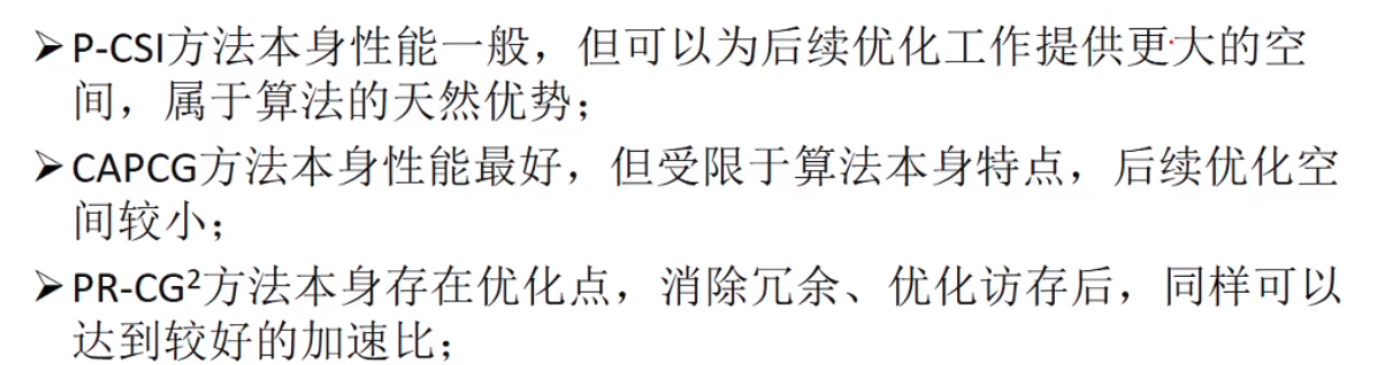 ➢P-CSI方法本身性能一般，但可以为后续优化工作提供更大的空
间，属于算法的天然优势；
➢CAPCG方法本身性能最好，但受限于算法本身特点，后续优化空
间较小；
➢PR-CG²方法本身存在优化点，消除冗余、优化访存后，同样可以
达到较好的加速比；